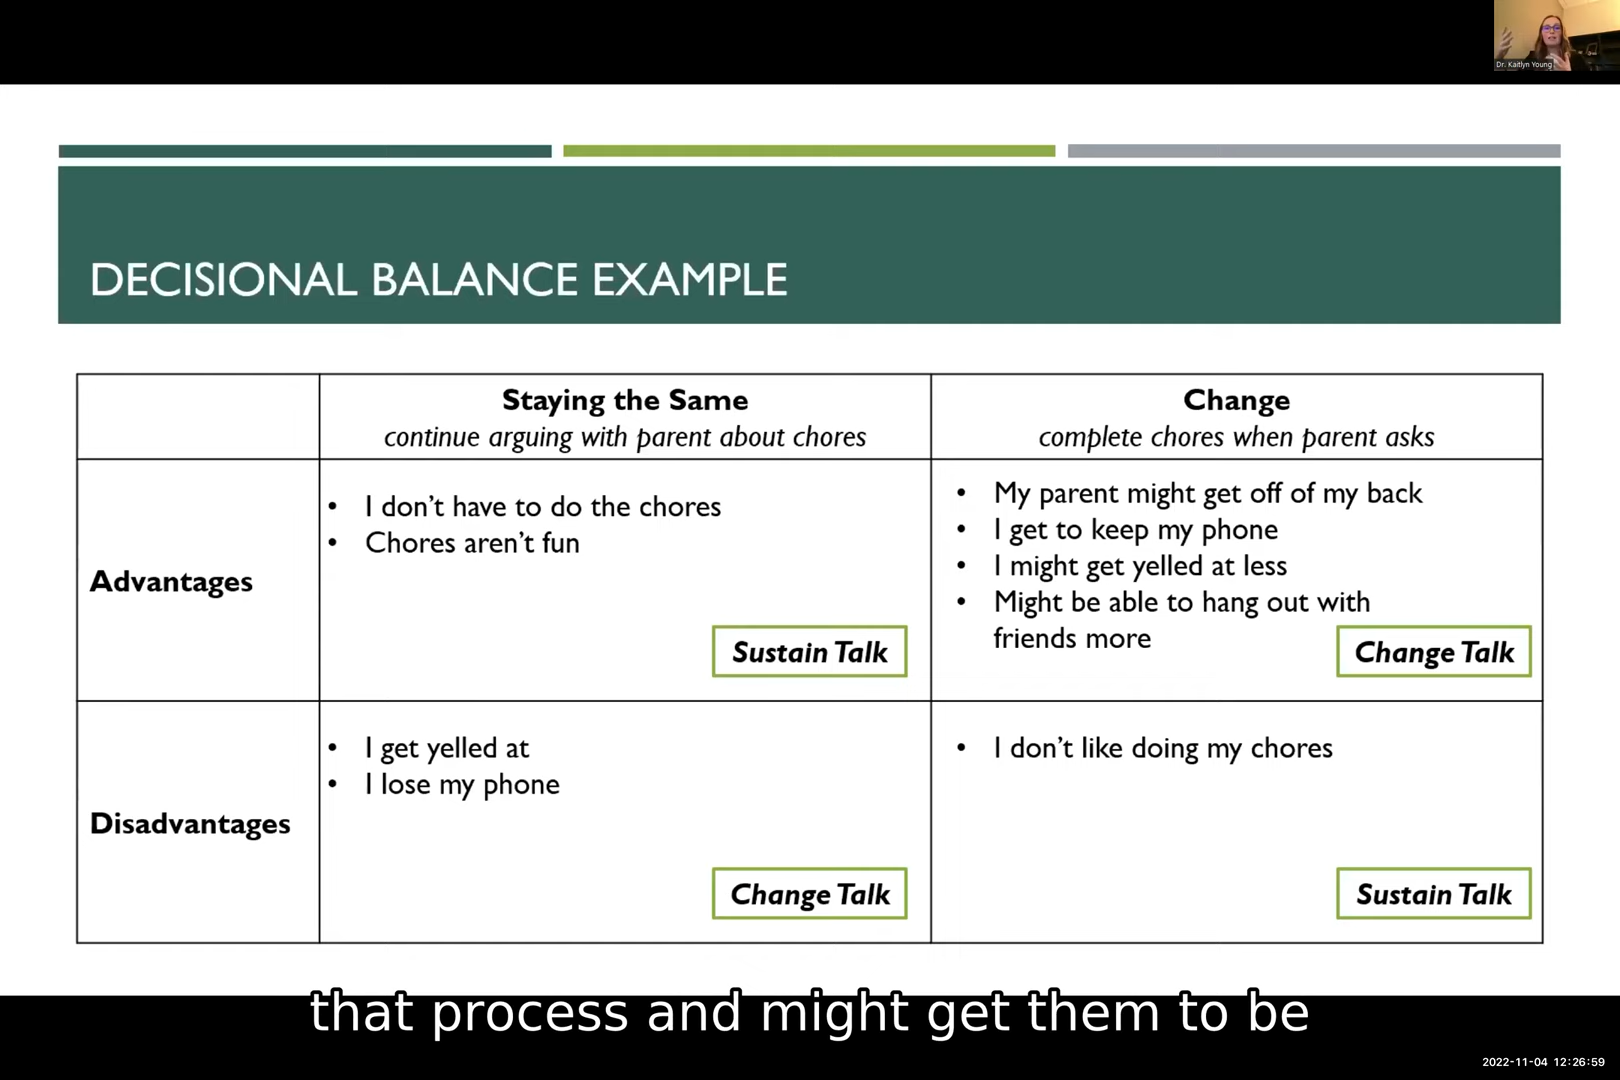 Dr. Kaitlyn Young
DECISIONAL BALANCE EXAMPLE
Staying the Same
continue arguing with parent about chores
Change
complete chores when parent asks
Advantages
• I don't have to do the chores
• Chores aren't fun
Sustain Talk
• My parent might get off of my back
• I get to keep my phone
• I might get yelled at less
• Might be able to hang out with
friends more
Change Talk
Disadvantages
• I get yelled at
• I lose my phone
Change Talk
• I don't like doing my chores
Sustain Talk
that process and might get them to be
2022-11-04 12:26:59